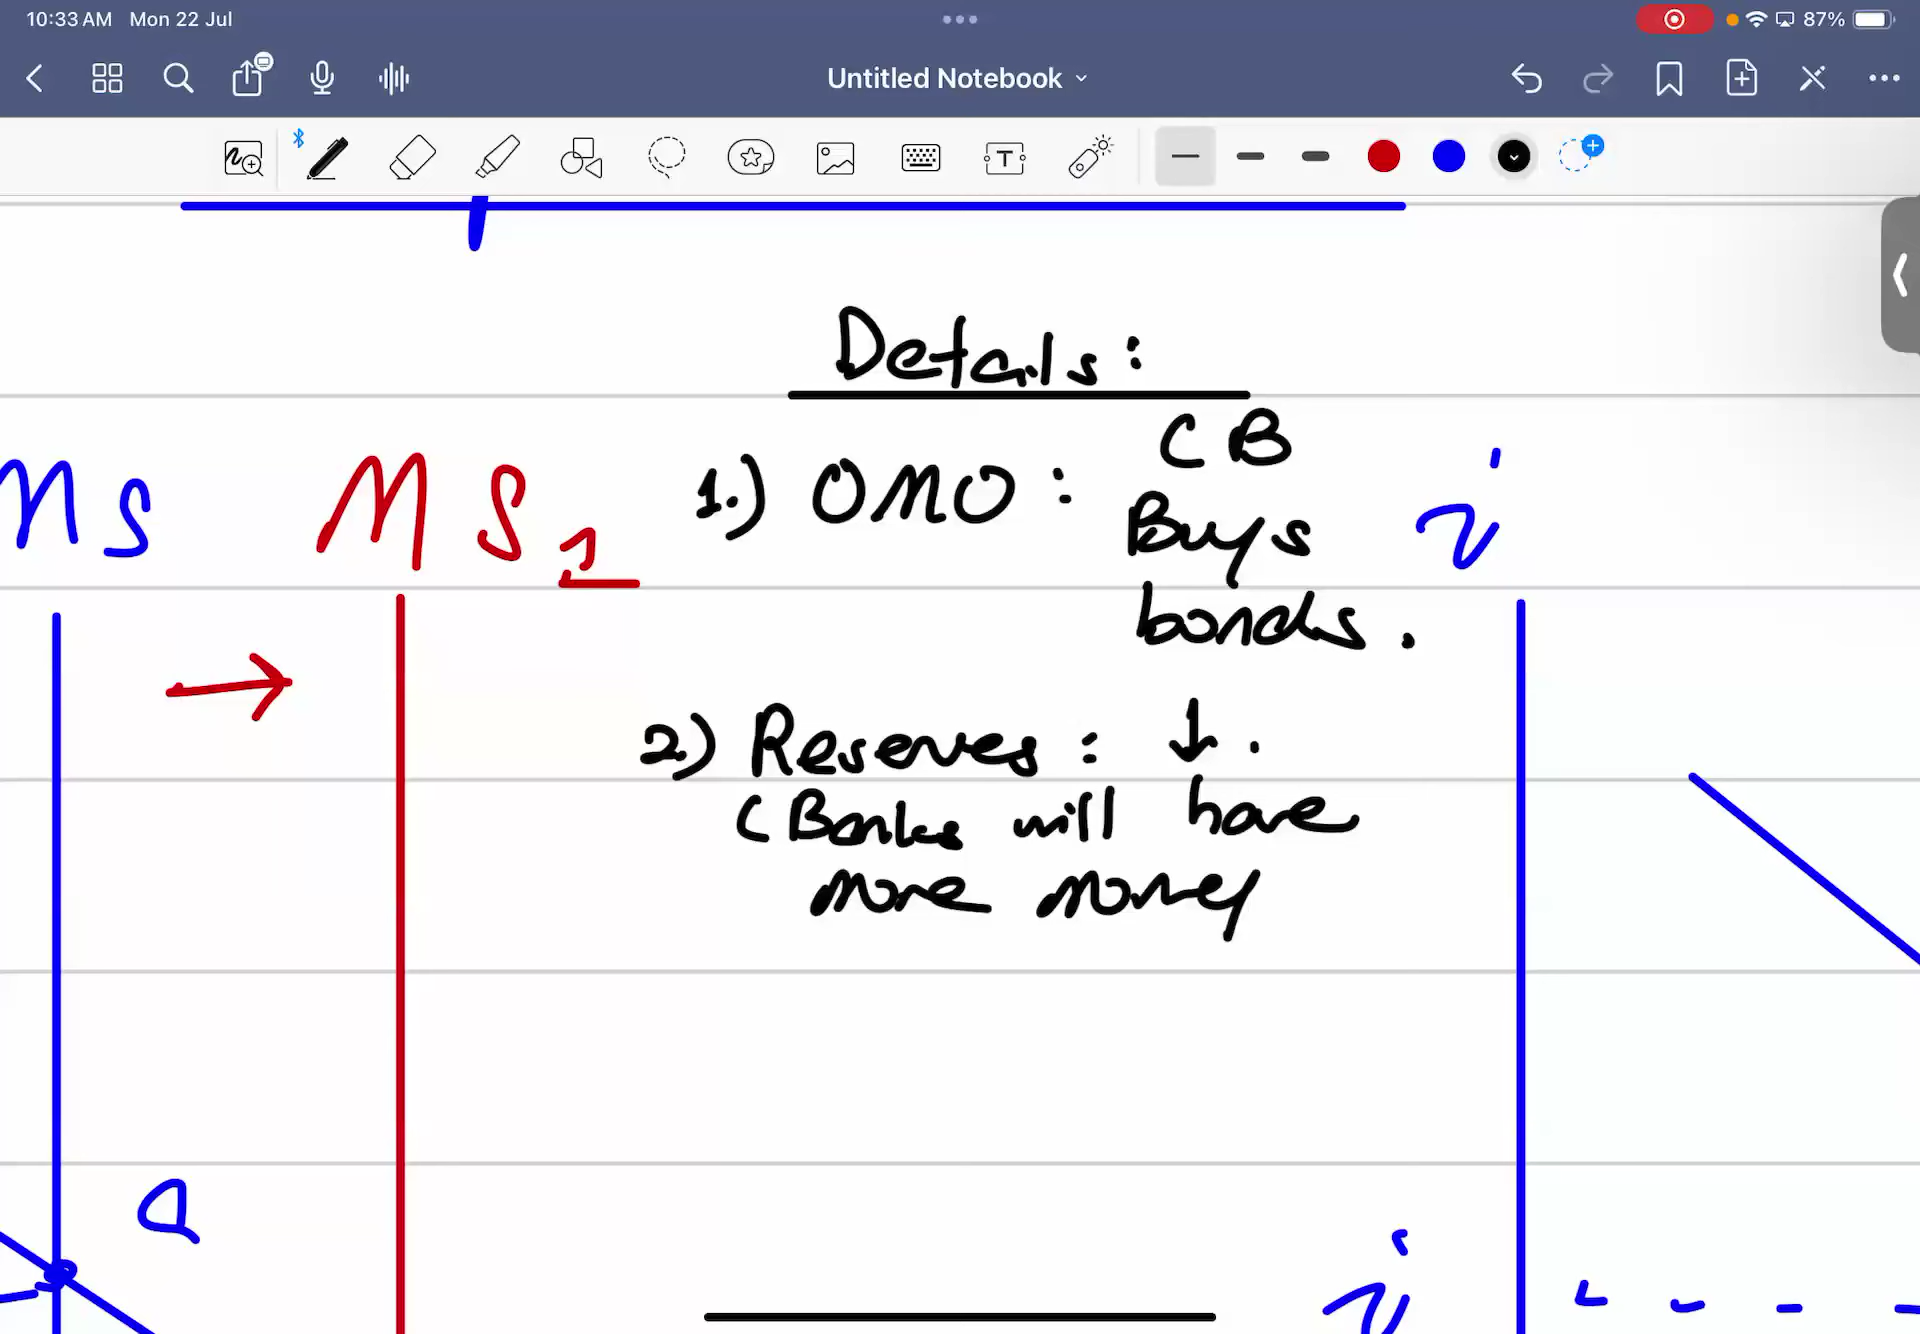 10:33 AM Mon 22 Jul
87%
Untitled Notebook
Details:
MS
MS1
1.) OMO: CB
Buys
bonds.
i
2) Reserves: ↓.
CBanks will have
more money
a
i